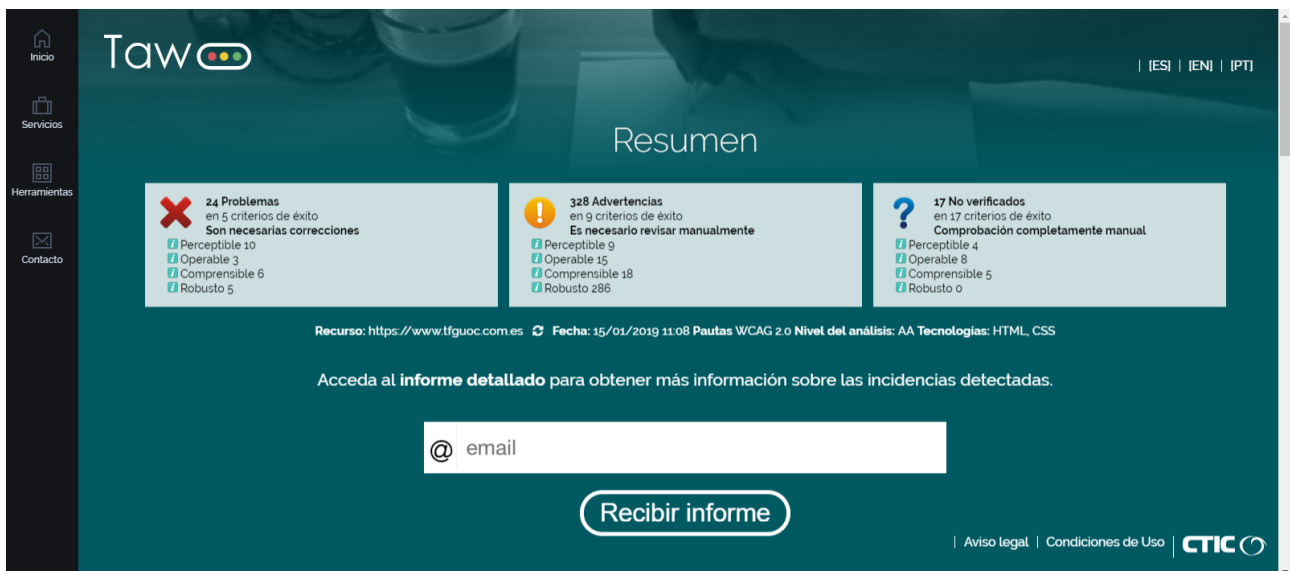 Inicio
Servicios
Herramientas
Contacto
Taw
| [ES] | [EN] | [PT]
Resumen
24 Problemas
en 5 criterios de éxito
Son necesarias correcciones
Perceptible 10
Operable 3
Comprensible 6
Robusto 5
328 Advertencias
en 9 criterios de éxito
Es necesario revisar manualmente
Perceptible 9
Operable 15
Comprensible 18
Robusto 286
17 No verificados
en 17 criterios de éxito
Comprobación completamente manual
Perceptible 4
Operable 8
Comprensible 5
Robusto 0
Recurso: https://www.tfguoc.com.es Fecha: 15/01/2019 11:08 Pautas WCAG 2.0 Nivel del análisis: AA Tecnologías: HTML, CSS
Acceda al informe detallado para obtener más información sobre las incidencias detectadas.
@ email
Recibir informe
| Aviso legal | Condiciones de Uso | CTIC